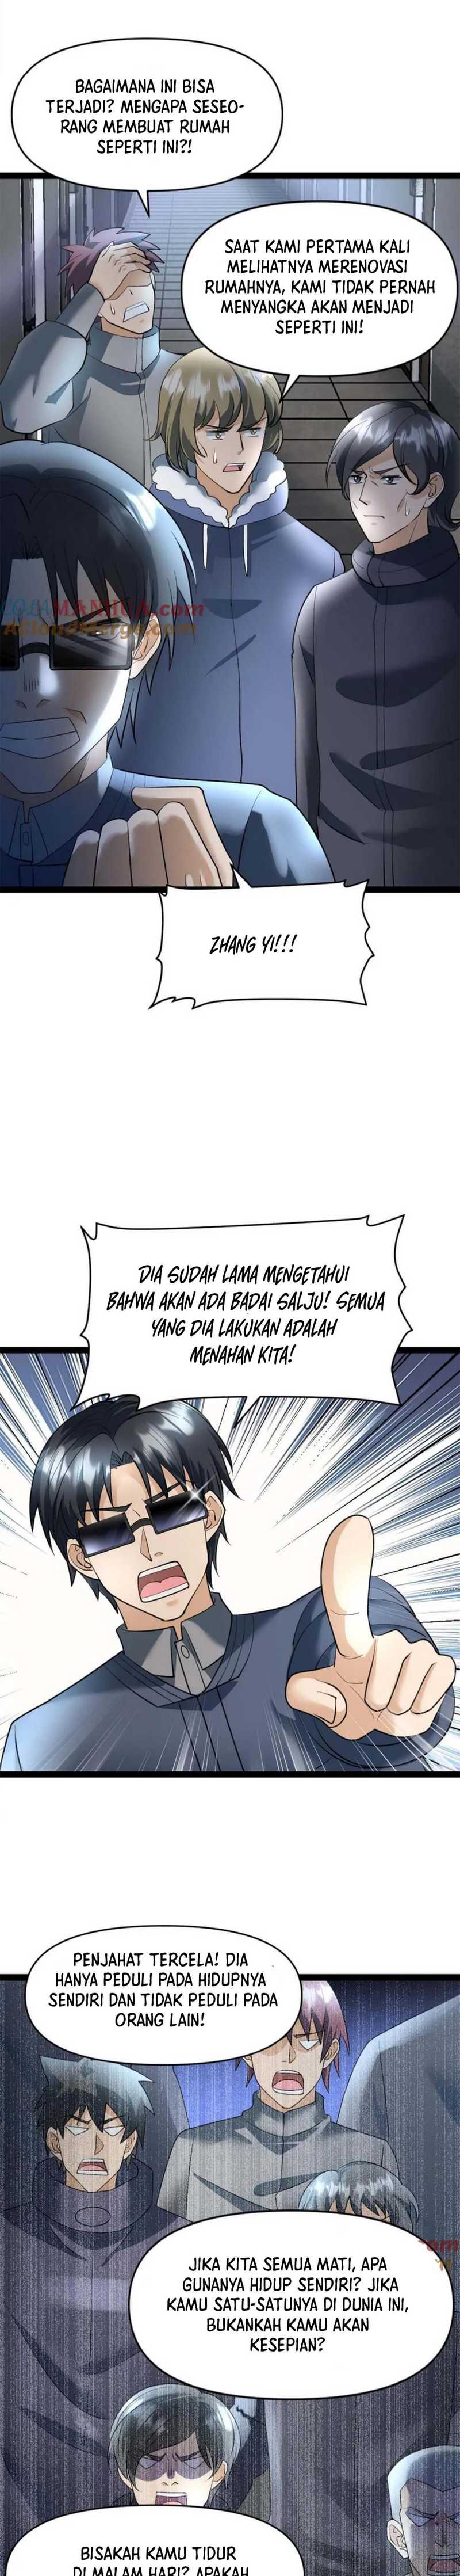 BAGAIMANA INI BISA
TERJADI? MENGAPA SESEO-
RANG MEMBUAT RUMAH
SEPERTI INI?!
SAAT KAMI PERTAMA KALI
MELIHATNYA MERENOVASI
RUMAHNYA, KAMI TIDAK PERNAH
MENYANGKA AKAN MENJADI
SEPERTI INI!
ZHANG YI!!!
DIA SUDAH LAMA MENGETAHUI
BAHWA AKAN ADA BADAI SALJU! SEMUA
YANG DIA LAKUKAN ADALAH
MENAHAN KITA!
PENJAHAT TERCELA! DIA
HANYA PEDULI PADA HIDUPNYA
SENDIRI DAN TIDAK PEDULI PADA
ORANG LAIN!
JIKA KITA SEMUA MATI, APA
GUNANYA HIDUP SENDIRI? JIKA
KAMU SATU-SATUNYA DI DUNIA INI,
BUKANKAH KAMU AKAN
KESEPIAN?
BISAKAH KAMU TIDUR
DI MALAM HARI? APAKAH